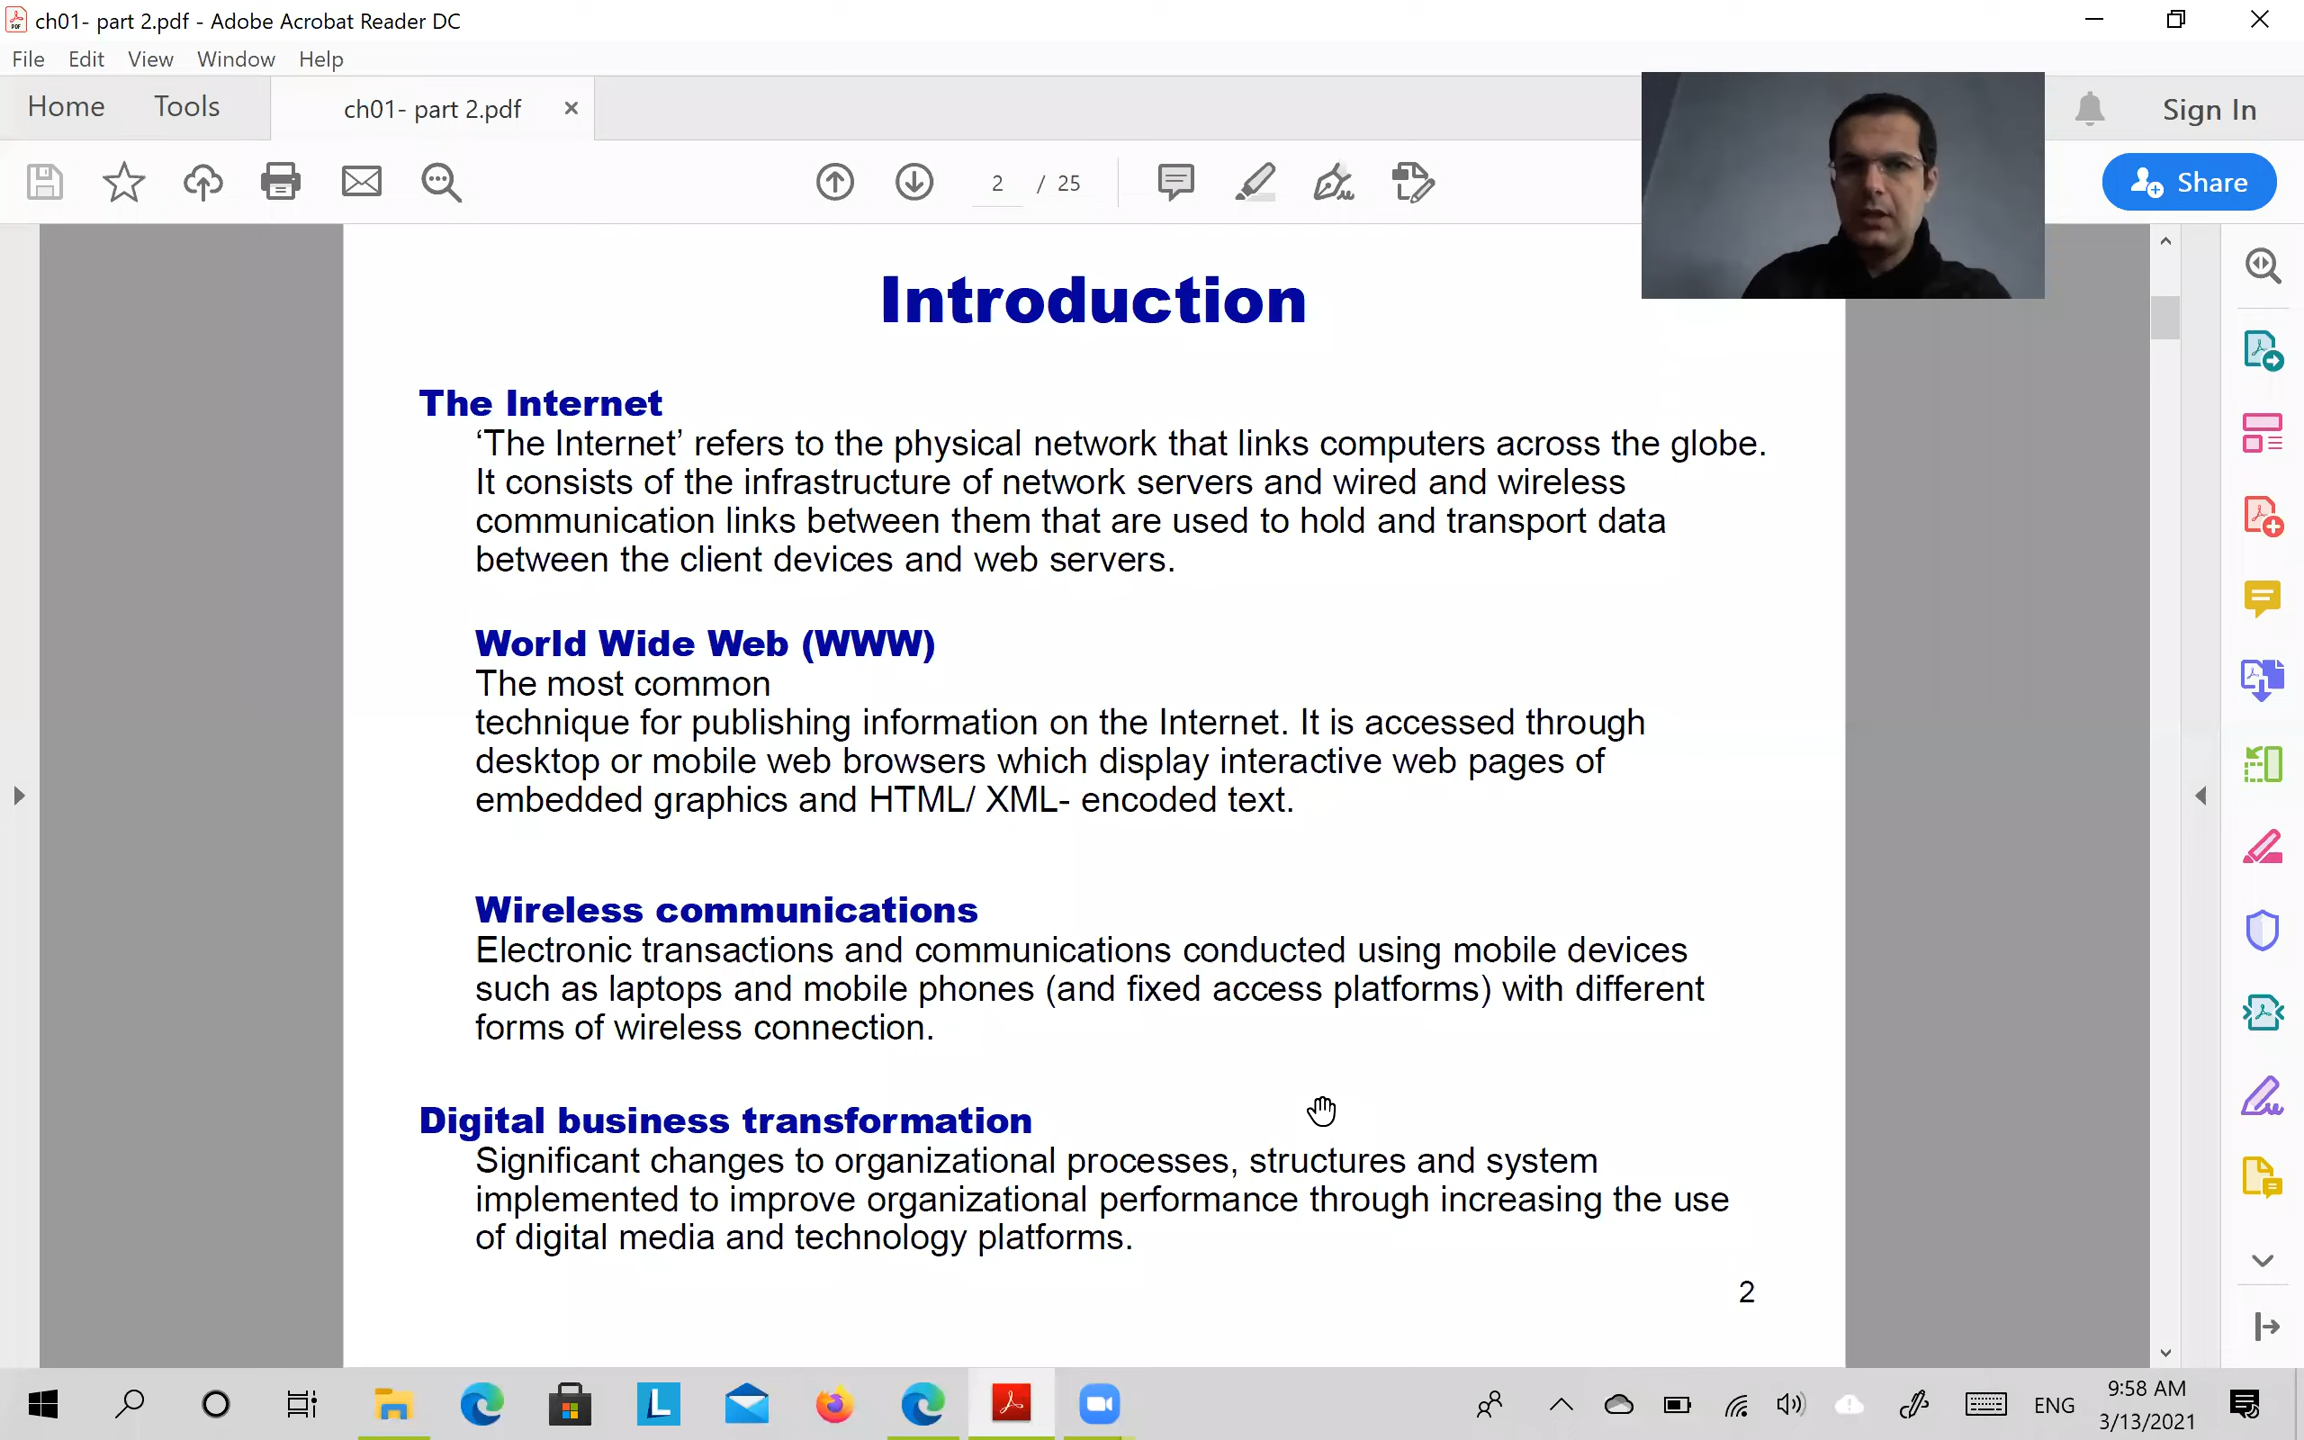 ch01- part 2.pdf - Adobe Acrobat Reader DC
File Edit View Window Help
Home Tools ch01- part 2.pdf Sign In
2 / 25 Share
Introduction
The Internet
‘The Internet’ refers to the physical network that links computers across the globe.
It consists of the infrastructure of network servers and wired and wireless
communication links between them that are used to hold and transport data
between the client devices and web servers.
World Wide Web (WWW)
The most common
technique for publishing information on the Internet. It is accessed through
desktop or mobile web browsers which display interactive web pages of
embedded graphics and HTML/ XML- encoded text.
Wireless communications
Electronic transactions and communications conducted using mobile devices
such as laptops and mobile phones (and fixed access platforms) with different
forms of wireless connection.
Digital business transformation
Significant changes to organizational processes, structures and system
implemented to improve organizational performance through increasing the use
of digital media and technology platforms.
2
L
ENG
9:58 AM
3/13/2021